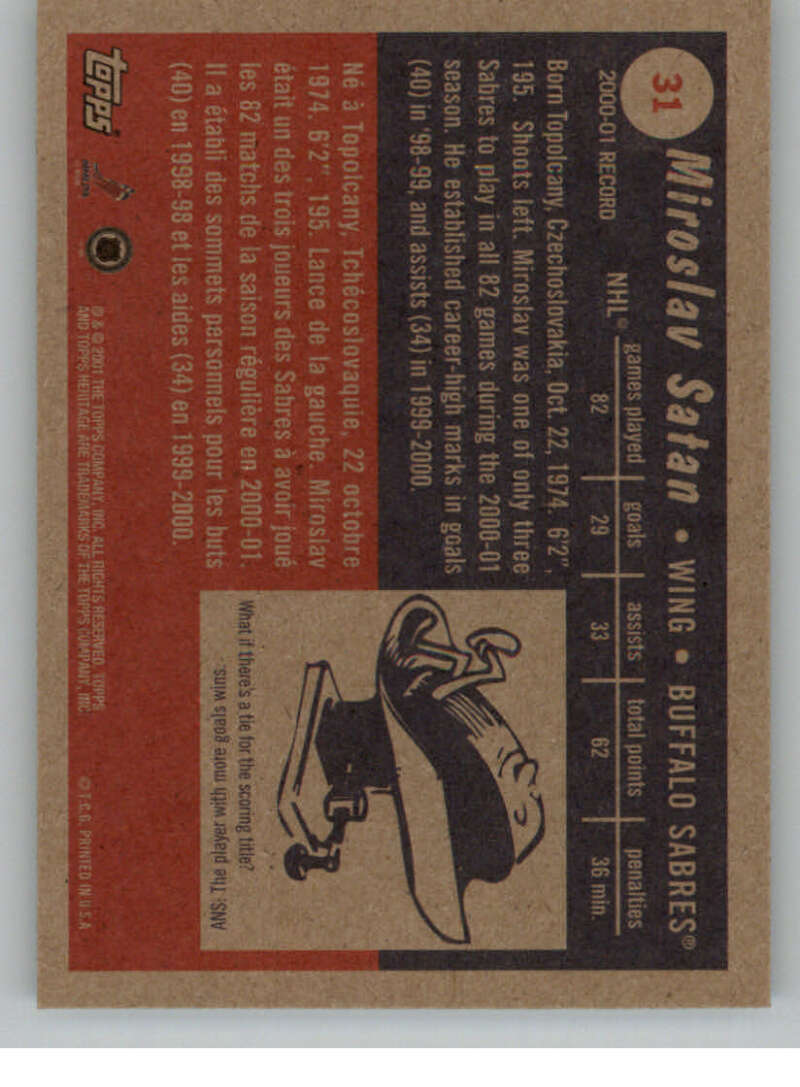 31
Miroslav Satan • WING • BUFFALO SABRES®
2000-01 RECORD
games played goals assists total points penalties
NHL® 82 29 33 62 36 min.
Born Topolcany, Czechoslovakia, Oct. 22, 1974. 6'2",
195. Shoots left. Miroslav was one of only three
Sabres to play in all 82 games during the 2000-01
season. He established career-high marks in goals
(40) in '98-99, and assists (34) in 1999-2000.
Né à Topolcany, Tchécoslovaquie, 22 octobre
1974. 6'2". 195. Lance de la gauche. Miroslav
était un des trois joueurs des Sabres à avoir joué
les 82 matchs de la saison régulière en 2000-01.
Il a établi des sommets personnels pour les buts
(40) en 1998-98 et les aides (34) en 1999-2000.
What if there's a tie for the scoring title?
ANS: The player with more goals wins.
topps
® & © 2001 THE TOPPS COMPANY, INC. ALL RIGHTS RESERVED. TOPPS
AND TOPPS HERITAGE ARE TRADEMARKS OF THE TOPPS COMPANY, INC.
© T.C.G. PRINTED IN U.S.A